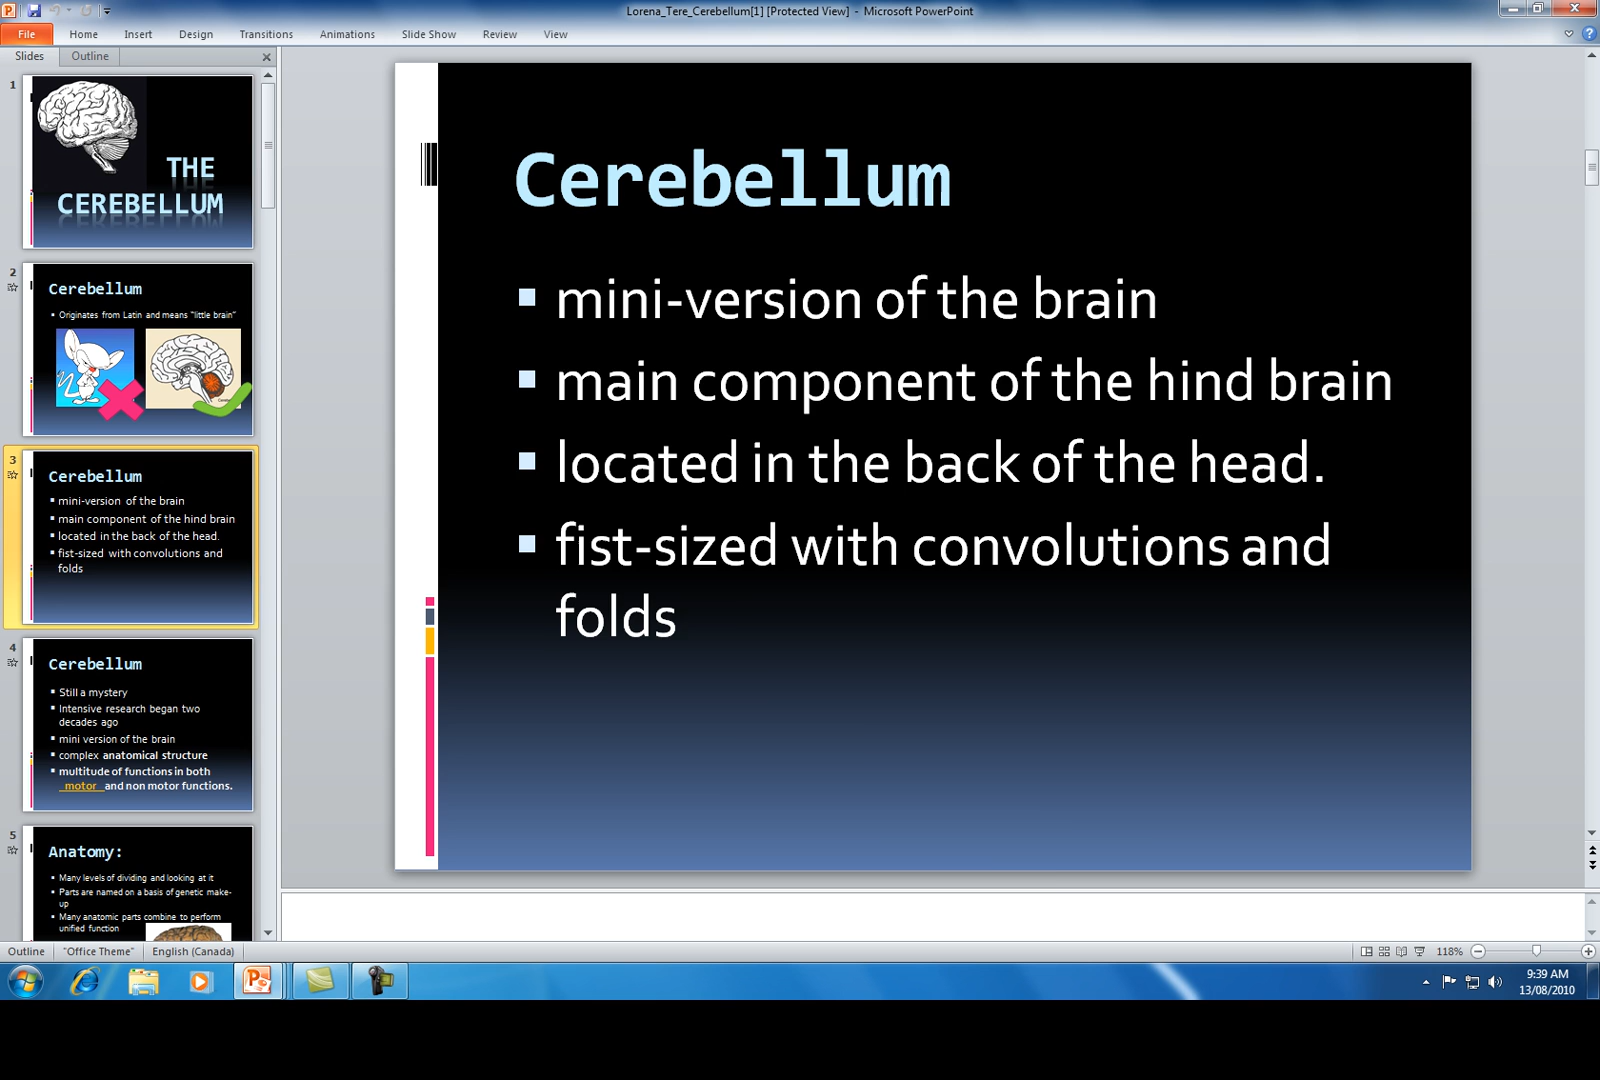 Lorena_Tere_Cerebellum[1] [Protected View] - Microsoft PowerPoint
File Home Insert Design Transitions Animations Slide Show Review View
Slides Outline
1
THE
CEREBELLUM
2
Cerebellum
Originates from Latin and means "little brain"
3
Cerebellum
mini-version of the brain
main component of the hind brain
located in the back of the head.
fist-sized with convolutions and
folds
4
Cerebellum
Still a mystery
Intensive research began two
decades ago
mini version of the brain
complex anatomical structure
multitude of functions in both
_motor_and non motor functions.
5
Anatomy:
Many levels of dividing and looking at it
Parts are named on a basis of genetic make-
up
Many anatomic parts combine to perform
unified function
Cerebellum
mini-version of the brain
main component of the hind brain
located in the back of the head.
fist-sized with convolutions and
folds
Outline "Office Theme" English (Canada) 118%
9:39 AM
13/08/2010